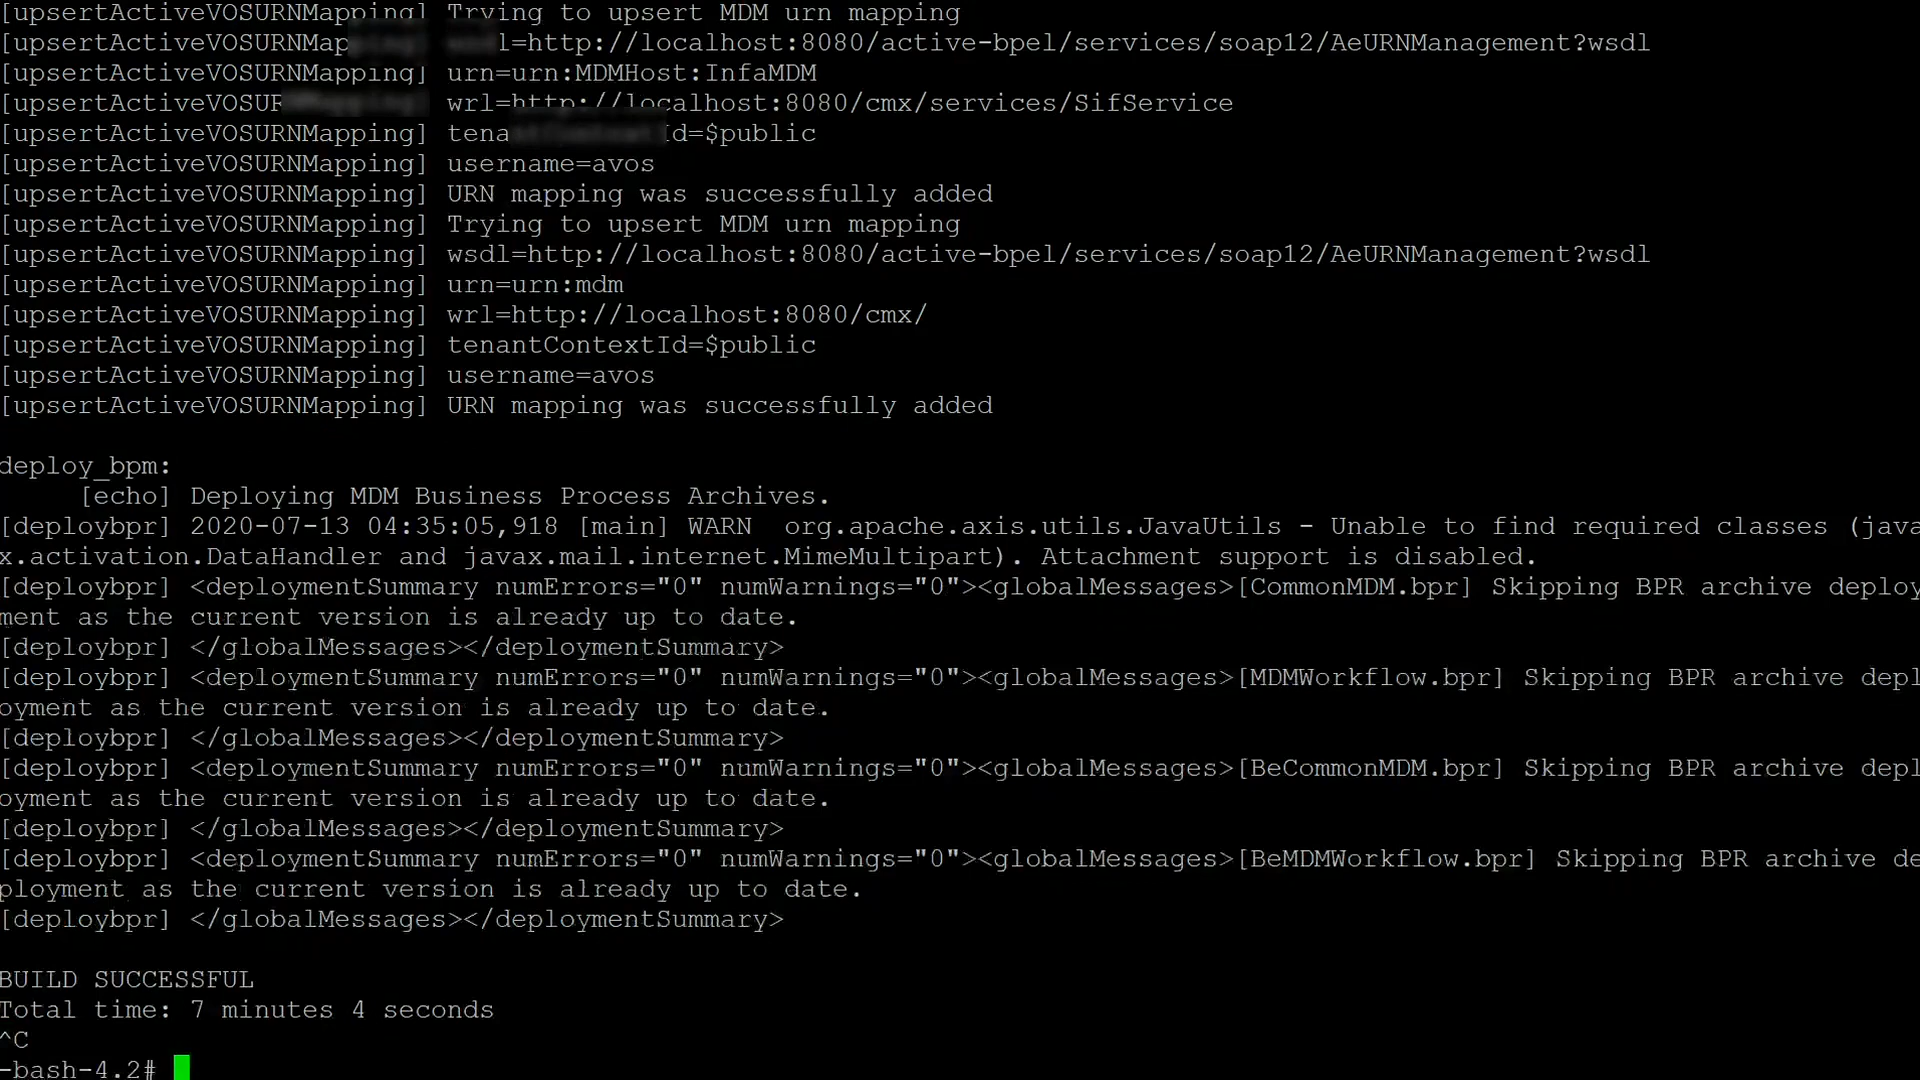 [upsertActiveVOSURNMapping] Trying to upsert MDM urn mapping
[upsertActiveVOSURNMap l=http://localhost:8080/active-bpel/services/soap12/AeURNManagement?wsdl
[upsertActiveVOSURNMapping] urn=urn:MDMHost:InfaMDM
[upsertActiveVOSUR wrl=http://localhost:8080/cmx/services/SifService
[upsertActiveVOSURNMapping] tena Id=$public
[upsertActiveVOSURNMapping] username=avos
[upsertActiveVOSURNMapping] URN mapping was successfully added
[upsertActiveVOSURNMapping] Trying to upsert MDM urn mapping
[upsertActiveVOSURNMapping] wsdl=http://localhost:8080/active-bpel/services/soap12/AeURNManagement?wsdl
[upsertActiveVOSURNMapping] urn=urn:mdm
[upsertActiveVOSURNMapping] wrl=http://localhost:8080/cmx/
[upsertActiveVOSURNMapping] tenantContextId=$public
[upsertActiveVOSURNMapping] username=avos
[upsertActiveVOSURNMapping] URN mapping was successfully added
deploy_bpm:
[echo] Deploying MDM Business Process Archives.
[deploybpr] 2020-07-13 04:35:05,918 [main] WARN  org.apache.axis.utils.JavaUtils - Unable to find required classes (java
x.activation.DataHandler and javax.mail.internet.MimeMultipart). Attachment support is disabled.
[deploybpr] <deploymentSummary numErrors="0" numWarnings="0"><globalMessages>[CommonMDM.bpr] Skipping BPR archive deploy
ment as the current version is already up to date.
[deploybpr] </globalMessages></deploymentSummary>
[deploybpr] <deploymentSummary numErrors="0" numWarnings="0"><globalMessages>[MDMWorkflow.bpr] Skipping BPR archive depl
oyment as the current version is already up to date.
[deploybpr] </globalMessages></deploymentSummary>
[deploybpr] <deploymentSummary numErrors="0" numWarnings="0"><globalMessages>[BeCommonMDM.bpr] Skipping BPR archive depl
oyment as the current version is already up to date.
[deploybpr] </globalMessages></deploymentSummary>
[deploybpr] <deploymentSummary numErrors="0" numWarnings="0"><globalMessages>[BeMDMWorkflow.bpr] Skipping BPR archive de
ployment as the current version is already up to date.
[deploybpr] </globalMessages></deploymentSummary>
BUILD SUCCESSFUL
Total time: 7 minutes 4 seconds
^C
-bash-4.2#